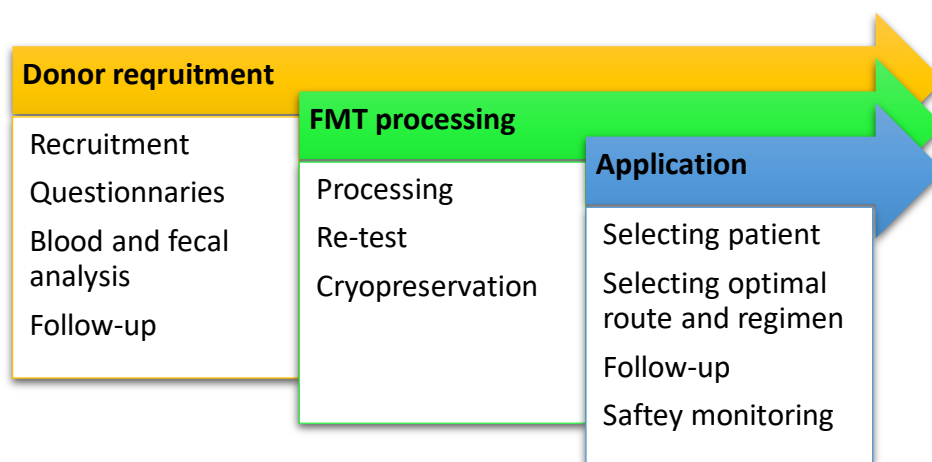 Donor reqruitment
Recruitment
Questionnaries
Blood and fecal
analysis
Follow-up
FMT processing
Processing
Re-test
Cryopreservation
Application
Selecting patient
Selecting optimal
route and regimen
Follow-up
Saftey monitoring